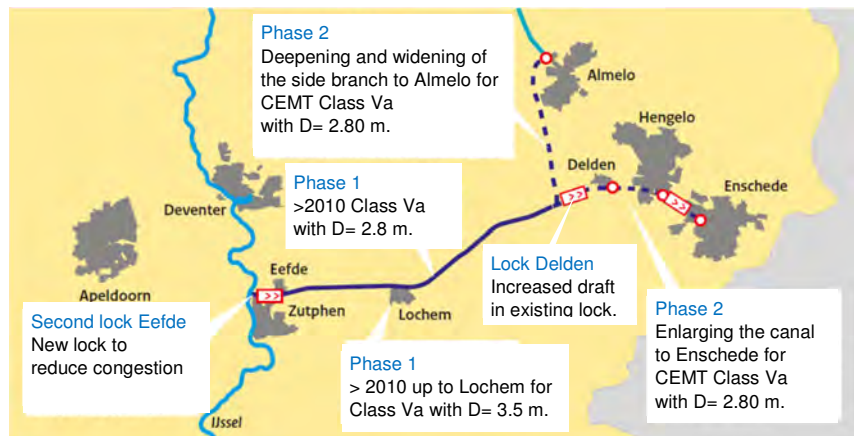 Phase 2
Deepening and widening of
the side branch to Almelo for
CEMT Class Va
with D= 2.80 m.
Almelo
Hengelo
Delden
Enschede
Phase 1
>2010 Class Va
with D= 2.8 m.
Deventer
Apeldoorn
Eefde
Zutphen
Lochem
Lock Delden
Increased draft
in existing lock.
Second lock Eefde
New lock to
reduce congestion
Phase 1
> 2010 up to Lochem for
Class Va with D= 3.5 m.
Phase 2
Enlarging the canal
to Enschede for
CEMT Class Va
with D= 2.80 m.
IJssel